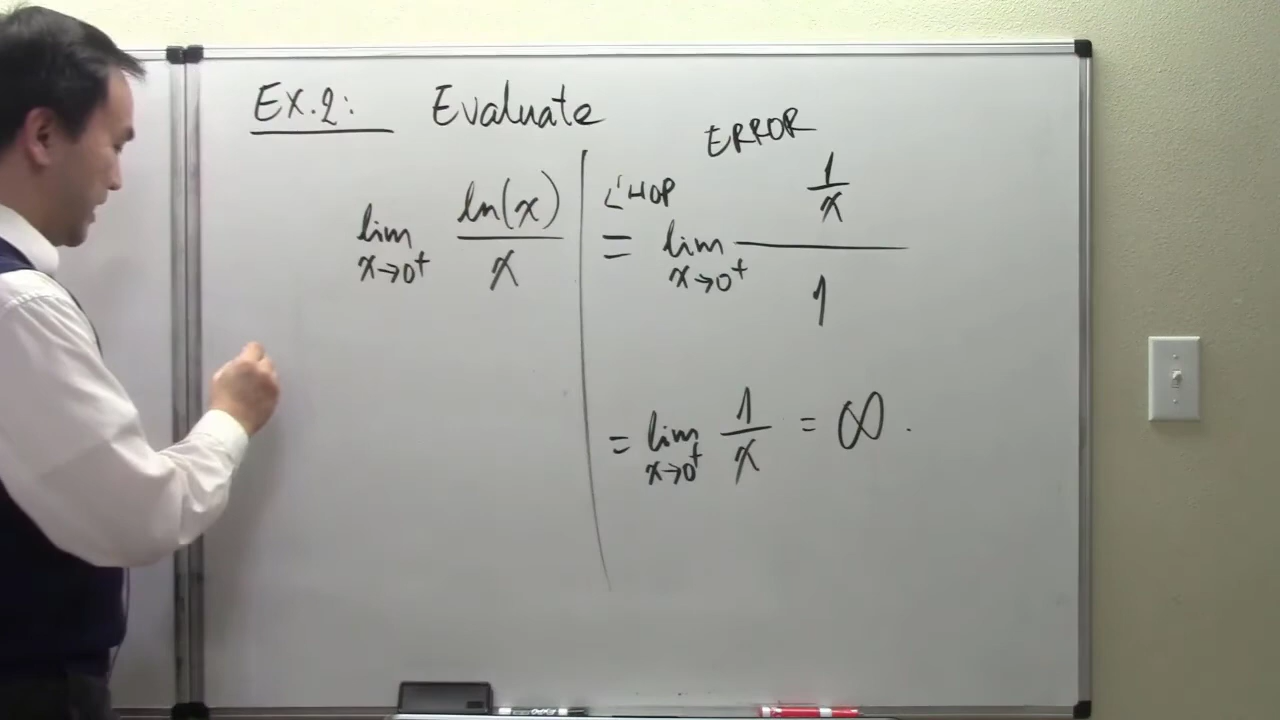 Ex.2: Evaluate
lim x→0⁺ ln(x)/x
ERROR
L'HOP
= lim x→0⁺ (1/x)/1
= lim x→0⁺ 1/x = ∞.